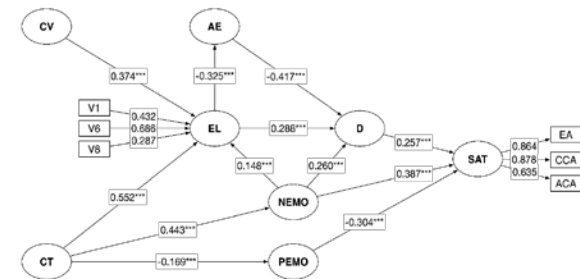 CV
AE
0.374***
-0.325***
-0.417***
V1
0.432
V6
0.686
V8
0.287
EL
0.286***
D
0.257***
SAT
0.864
EA
0.878
CCA
0.635
ACA
0.148***
0.260***
0.387***
0.552***
NEMO
0.443***
-0.304***
CT
-0.169***
PEMO